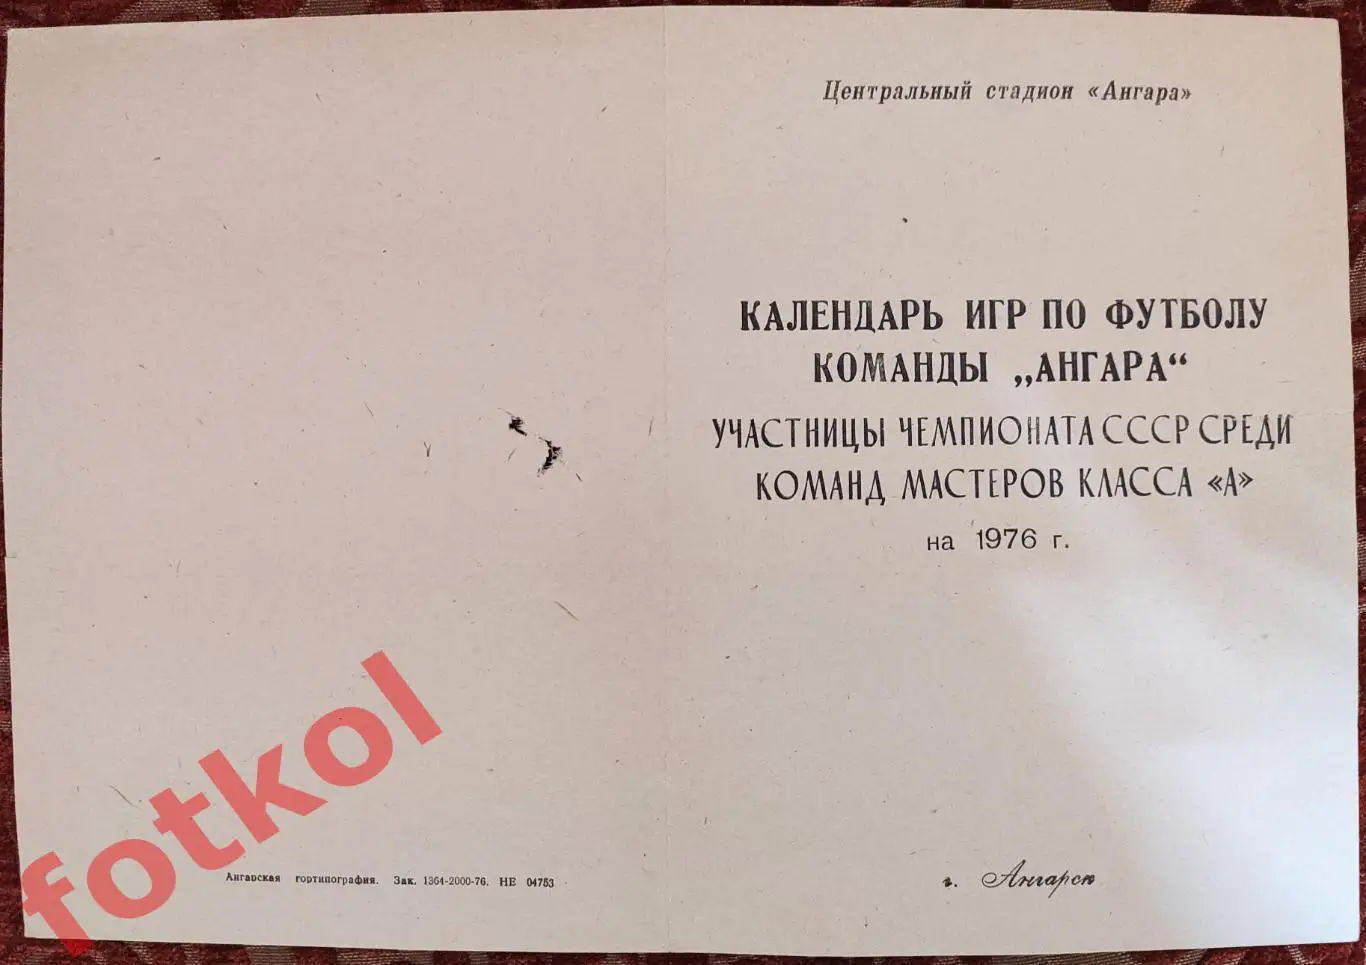 Центральный стадион «Ангара»
КАЛЕНДАРЬ ИГР ПО ФУТБОЛУ
КОМАНДЫ „АНГАРА“
УЧАСТНИЦЫ ЧЕМПИОНАТА СССР СРЕДИ
КОМАНД МАСТЕРОВ КЛАССА «А»
на 1976 г.
г. Ангарск
Ангарская гортипография. Зак. 1364-2000-76. НЕ 04753
fotkol